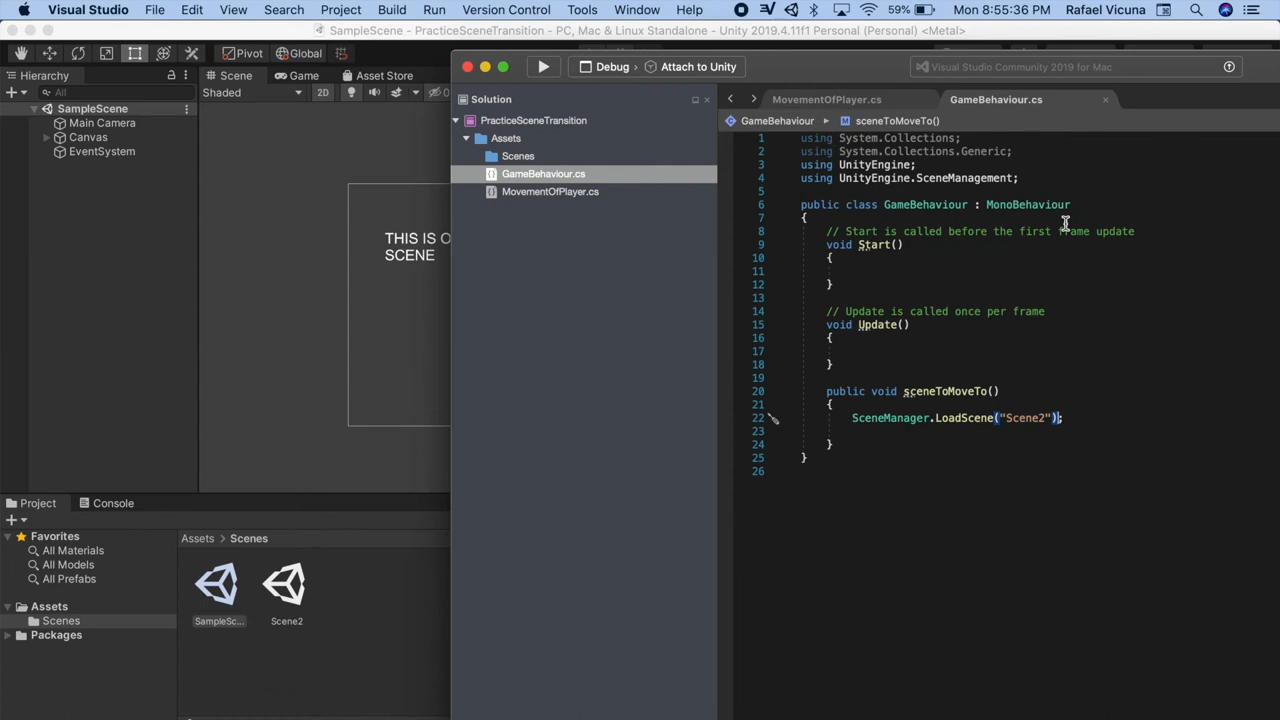 Visual Studio File Edit View Search Project Build Run Version Control Tools Window Help 59% Mon 8:55:36 PM Rafael Vicuna
SampleScene - PracticeSceneTransition - PC, Mac & Linux Standalone - Unity 2019.4.11f1 Personal (Personal) <Metal>
Pivot Global
Debug › Attach to Unity
Visual Studio Community 2019 for Mac
Hierarchy
Scene Game Asset Store
All
Shaded 2D 0
SampleScene
Main Camera
Canvas
EventSystem
THIS IS O
SCENE
Solution
PracticeSceneTransition
Assets
Scenes
GameBehaviour.cs
MovementOfPlayer.cs
MovementOfPlayer.cs GameBehaviour.cs
GameBehaviour sceneToMoveTo()
1 using System.Collections;
2 using System.Collections.Generic;
3 using UnityEngine;
4 using UnityEngine.SceneManagement;
5
6 public class GameBehaviour : MonoBehaviour
7 {
8 // Start is called before the first frame update
9 void Start()
10 {
11
12 }
13
14 // Update is called once per frame
15 void Update()
16 {
17
18 }
19
20 public void sceneToMoveTo()
21 {
22 SceneManager.LoadScene("Scene2");
23
24 }
25 }
26
Project Console
Favorites
All Materials
All Models
All Prefabs
Assets
Scenes
Packages
Assets > Scenes
SampleSc...
Scene2